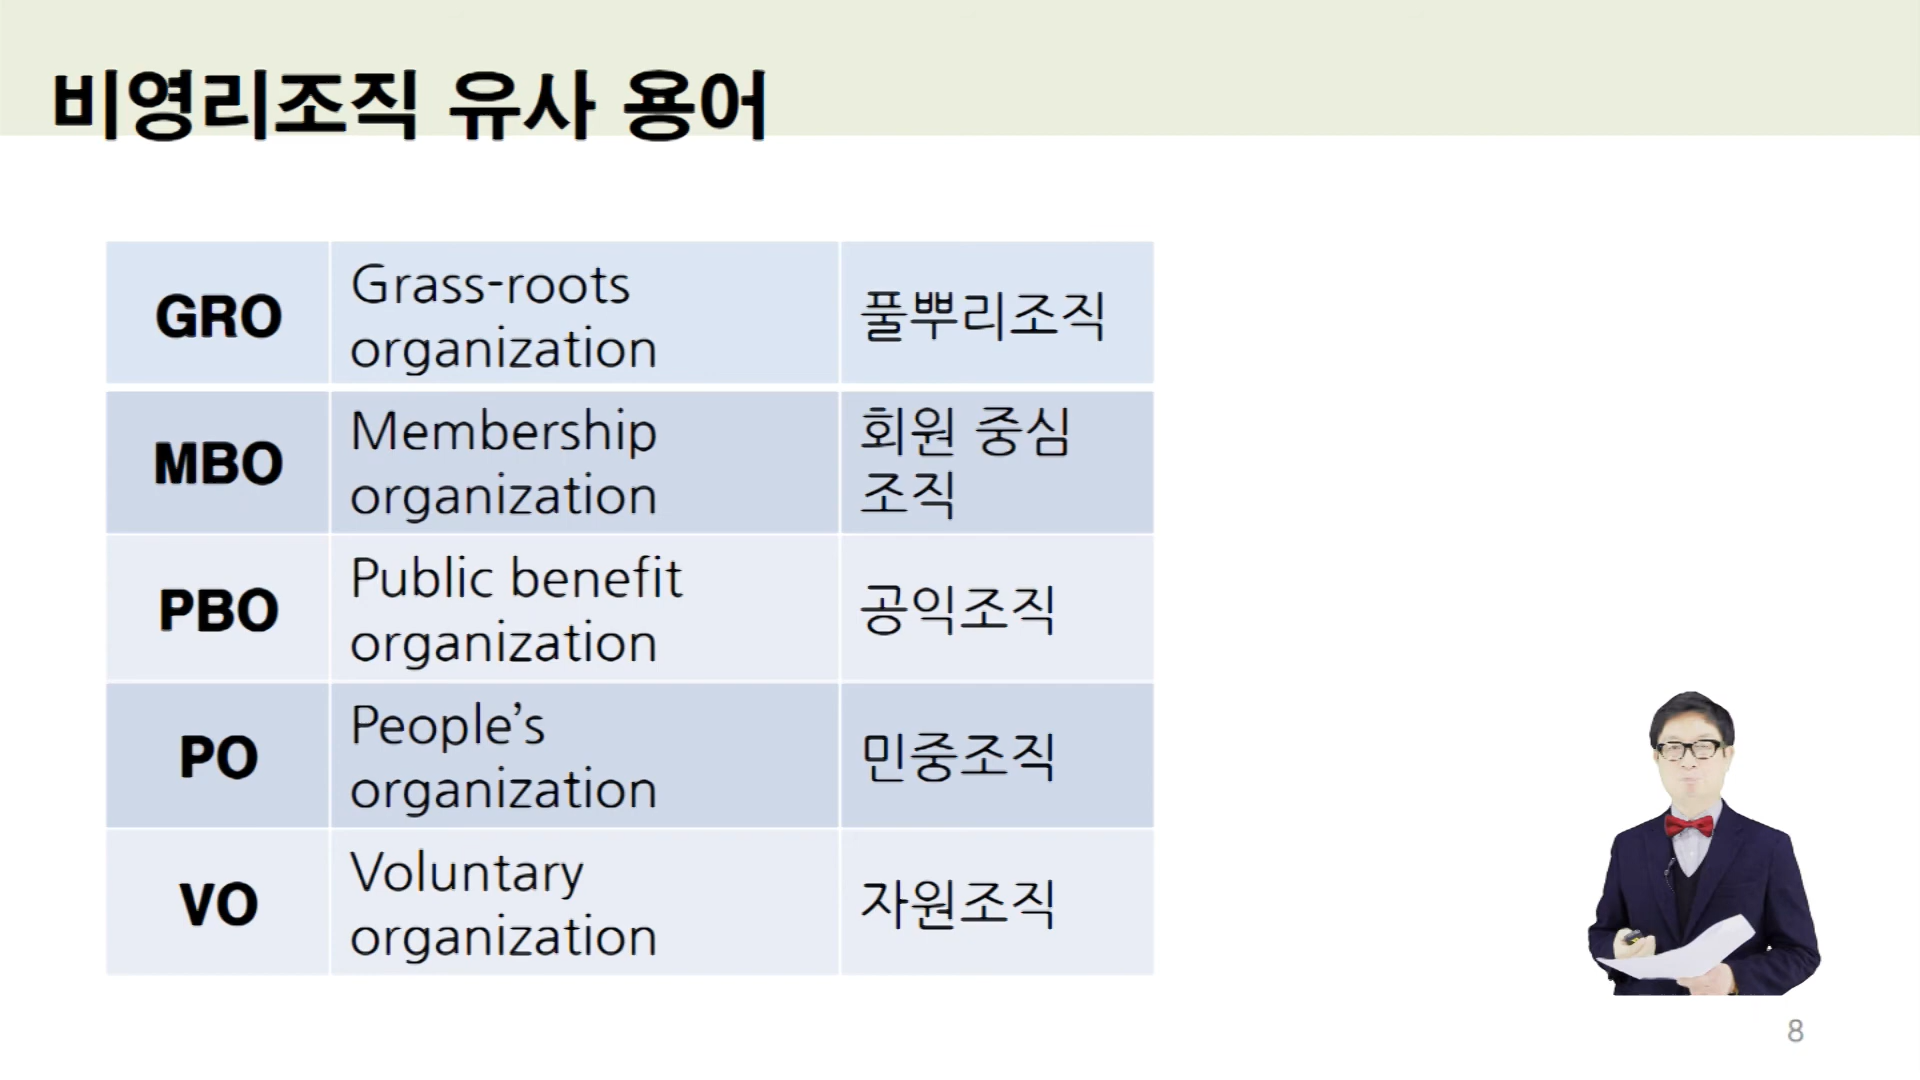 비영리조직 유사 용어
GRO
Grass-roots
organization
풀뿌리조직
MBO
Membership
organization
회원 중심
조직
PBO
Public benefit
organization
공익조직
PO
People’s
organization
민중조직
VO
Voluntary
organization
자원조직
8